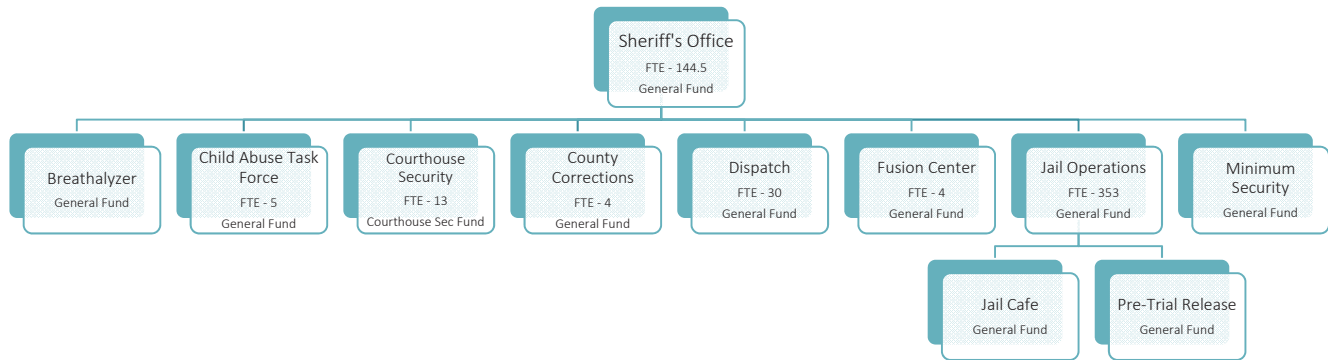 Sheriff's Office
FTE - 144.5
General Fund
Breathalyzer
General Fund
Child Abuse Task
Force
FTE - 5
General Fund
Courthouse
Security
FTE - 13
Courthouse Sec Fund
County
Corrections
FTE - 4
General Fund
Dispatch
FTE - 30
General Fund
Fusion Center
FTE - 4
General Fund
Jail Operations
FTE - 353
General Fund
Minimum
Security
General Fund
Jail Cafe
General Fund
Pre-Trial Release
General Fund